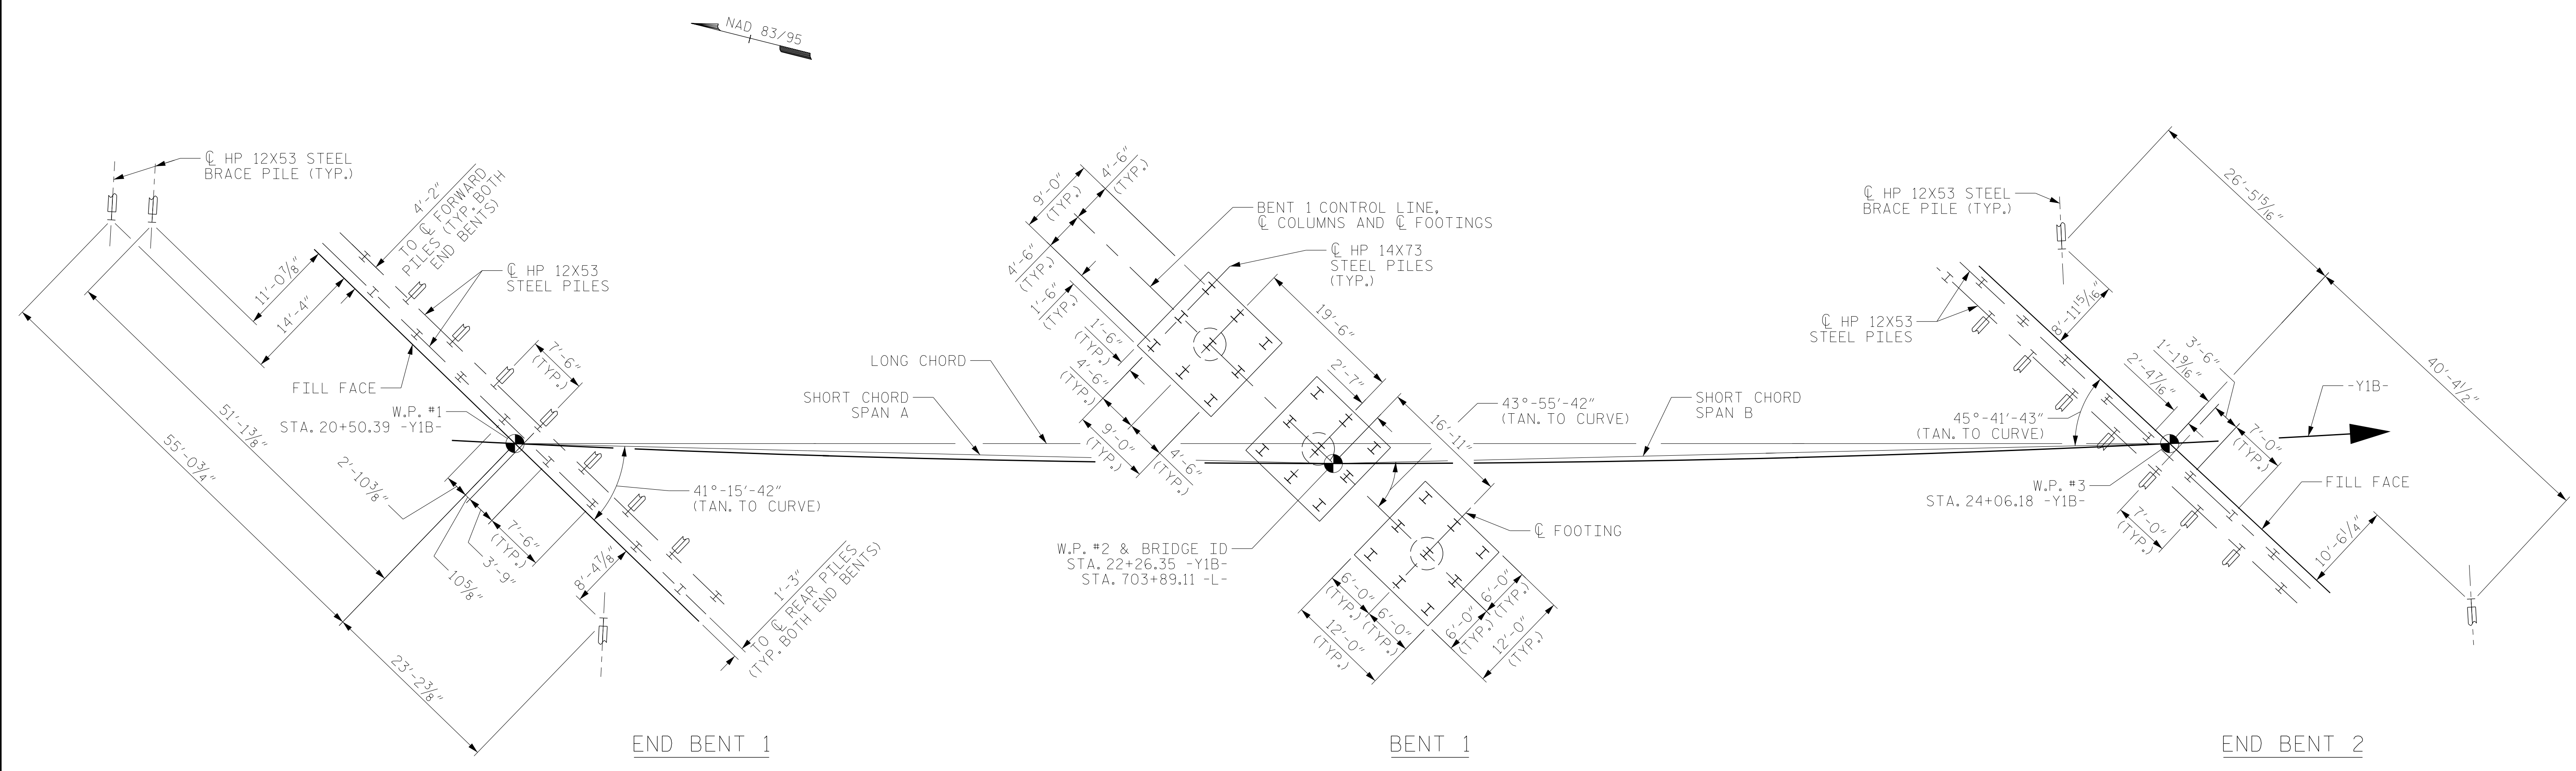 NAD 83/95
℄ HP 12X53 STEEL
BRACE PILE (TYP.)
4'-2"
TO ℄ FORWARD
PILES (TYP. BOTH
END BENTS)
℄ HP 12X53
STEEL PILES
11'-0⅞"
14'-4"
7'-6"
(TYP.)
FILL FACE
W.P. #1
STA. 20+50.39 -Y1B-
51'-1⅜"
55'-0¾"
2'-10⅜"
10⅝"
3'-9"
7'-6"
(TYP.)
8'-4⅞"
23'-2⅜"
41°-15'-42"
(TAN. TO CURVE)
1'-3"
TO ℄ REAR PILES
(TYP. BOTH END BENTS)
END BENT 1
LONG CHORD
SHORT CHORD
SPAN A
9'-0"
(TYP.)
4'-6"
(TYP.)
4'-6"
(TYP.)
1'-6"
(TYP.)
1'-6"
(TYP.)
4'-6"
(TYP.)
9'-0"
(TYP.)
4'-6"
(TYP.)
BENT 1 CONTROL LINE,
℄ COLUMNS AND ℄ FOOTINGS
℄ HP 14X73
STEEL PILES
(TYP.)
19'-6"
2'-7"
16'-11"
43°-55'-42"
(TAN. TO CURVE)
SHORT CHORD
SPAN B
℄ FOOTING
W.P. #2 & BRIDGE ID
STA. 22+26.35 -Y1B-
STA. 703+89.11 -L-
6'-0"
(TYP.)
6'-0"
(TYP.)
12'-0"
(TYP.)
6'-0"
(TYP.)
6'-0"
(TYP.)
12'-0"
(TYP.)
BENT 1
℄ HP 12X53 STEEL
BRACE PILE (TYP.)
26'-5¹⁵⁄₁₆"
8'-11¹⁵⁄₁₆"
℄ HP 12X53
STEEL PILES
3'-6"
1'-1⁹⁄₁₆"
2'-4⁷⁄₁₆"
40'-4½"
-Y1B-
45°-41'-43"
(TAN. TO CURVE)
7'-0"
(TYP.)
W.P. #3
STA. 24+06.18 -Y1B-
FILL FACE
7'-0"
(TYP.)
10'-6¼"
END BENT 2